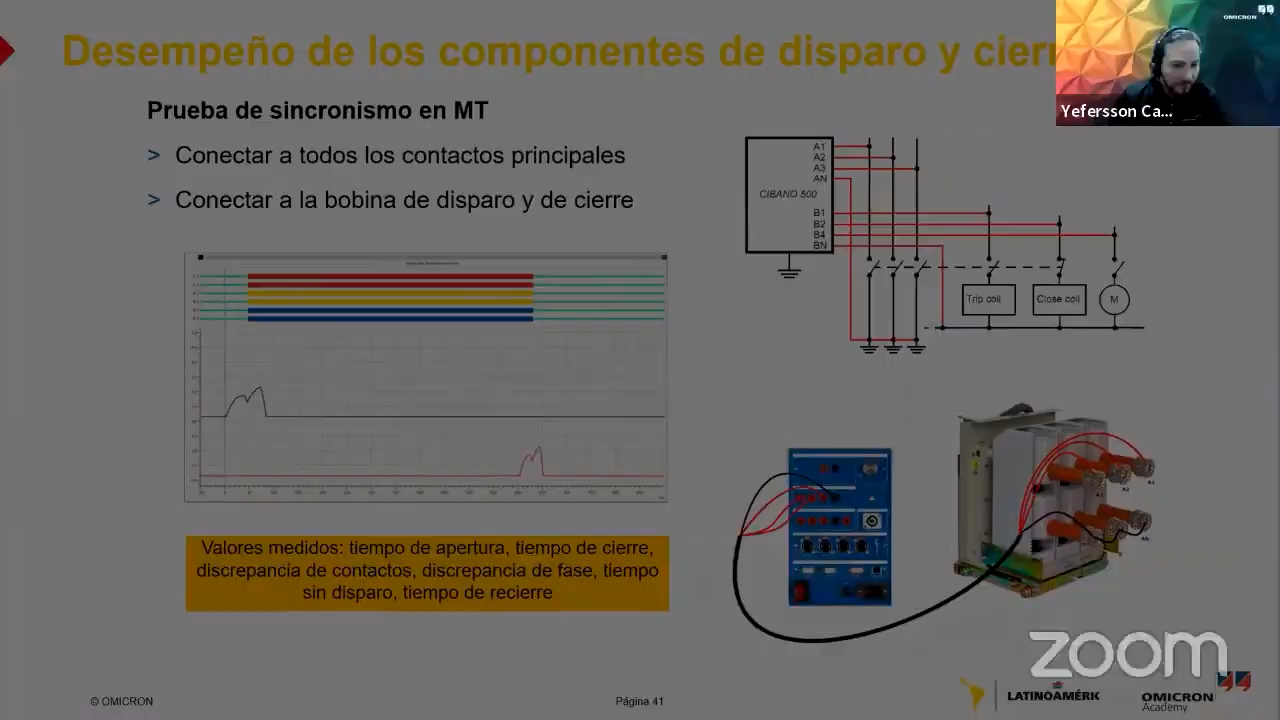 Desempeño de los componentes de disparo y cierr
OMICRON
Yefersson Ca...
Prueba de sincronismo en MT
> Conectar a todos los contactos principales
> Conectar a la bobina de disparo y de cierre
A1
A2
A3
AN
CIBANO 500
B1
B2
B4
BN
Trip coil
Close coil
M
Valores medidos: tiempo de apertura, tiempo de cierre,
discrepancia de contactos, discrepancia de fase, tiempo
sin disparo, tiempo de recierre
zoom
© OMICRON
Página 41
LATINOAMÉRIC
OMICRON
Academy